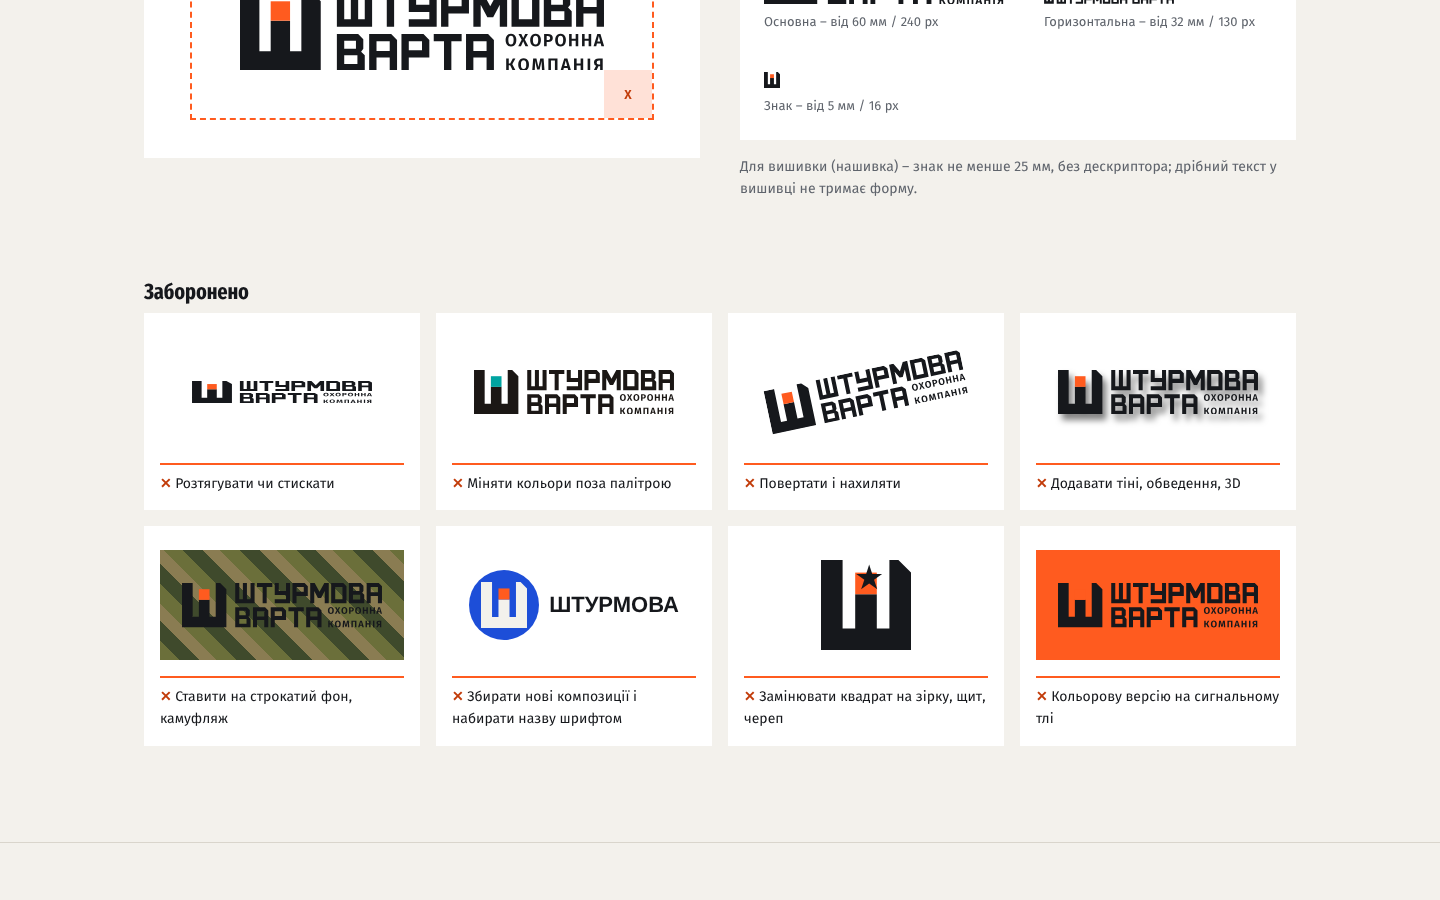 ШТУРМОВА
ВАРТА ОХОРОННА
КОМПАНІЯ
X
КОМПАНІЯ
Основна – від 60 мм / 240 px
Горизонтальна – від 32 мм / 130 px
Знак – від 5 мм / 16 px
Для вишивки (нашивка) – знак не менше 25 мм, без дескриптора; дрібний текст у
вишивці не тримає форму.
Заборонено
ШТУРМОВА
ВАРТА ОХОРОННА
КОМПАНІЯ
✕ Розтягувати чи стискати
ШТУРМОВА
ВАРТА ОХОРОННА
КОМПАНІЯ
✕ Міняти кольори поза палітрою
ШТУРМОВА
ВАРТА ОХОРОННА
КОМПАНІЯ
✕ Повертати і нахиляти
ШТУРМОВА
ВАРТА ОХОРОННА
КОМПАНІЯ
✕ Додавати тіні, обведення, 3D
ШТУРМОВА
ВАРТА ОХОРОННА
КОМПАНІЯ
✕ Ставити на строкатий фон,
камуфляж
ШТУРМОВА
✕ Збирати нові композиції і
набирати назву шрифтом
✕ Замінювати квадрат на зірку, щит,
череп
ШТУРМОВА
ВАРТА ОХОРОННА
КОМПАНІЯ
✕ Кольорову версію на сигнальному
тлі